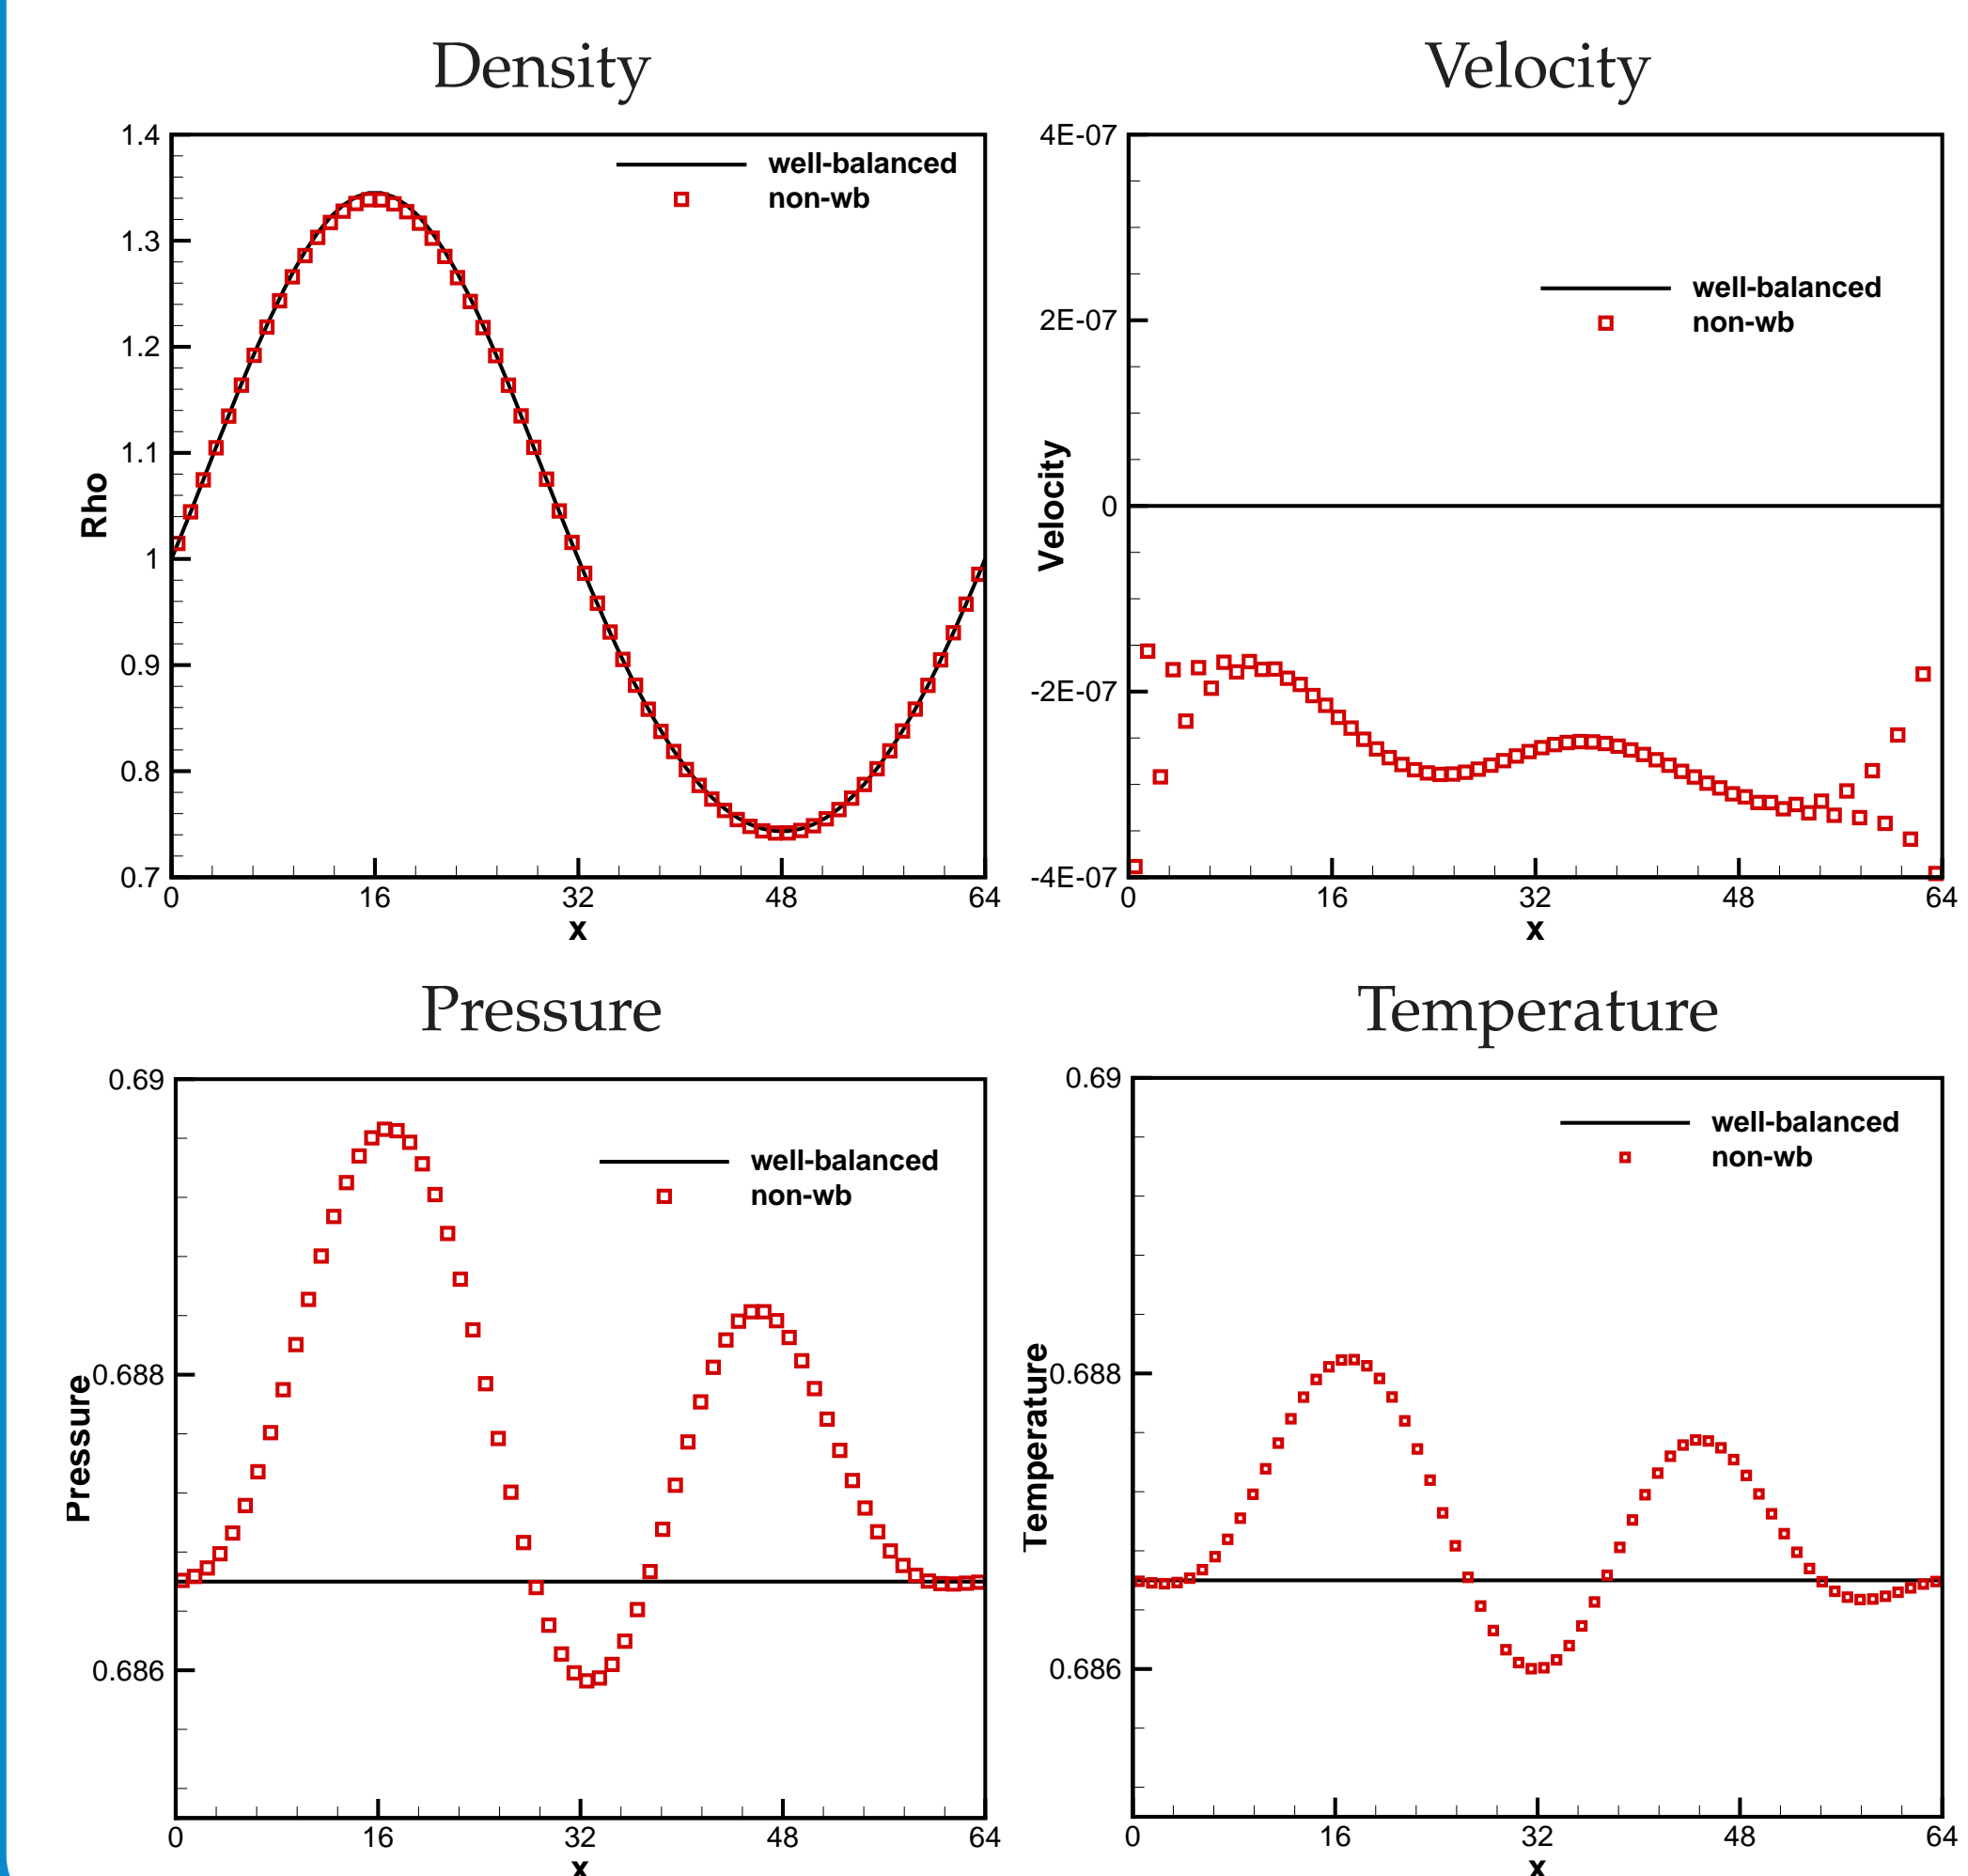 Density
1.4
1.3
1.2
1.1
1
0.9
0.8
0.7
Rho
well-balanced
non-wb
0 16 32 48 64
x
Velocity
4E-07
2E-07
0
-2E-07
-4E-07
Velocity
well-balanced
non-wb
0 16 32 48 64
x
Pressure
0.69
0.688
0.686
Pressure
well-balanced
non-wb
0 16 32 48 64
x
Temperature
0.69
0.688
0.686
Temperature
well-balanced
non-wb
0 16 32 48 64
x